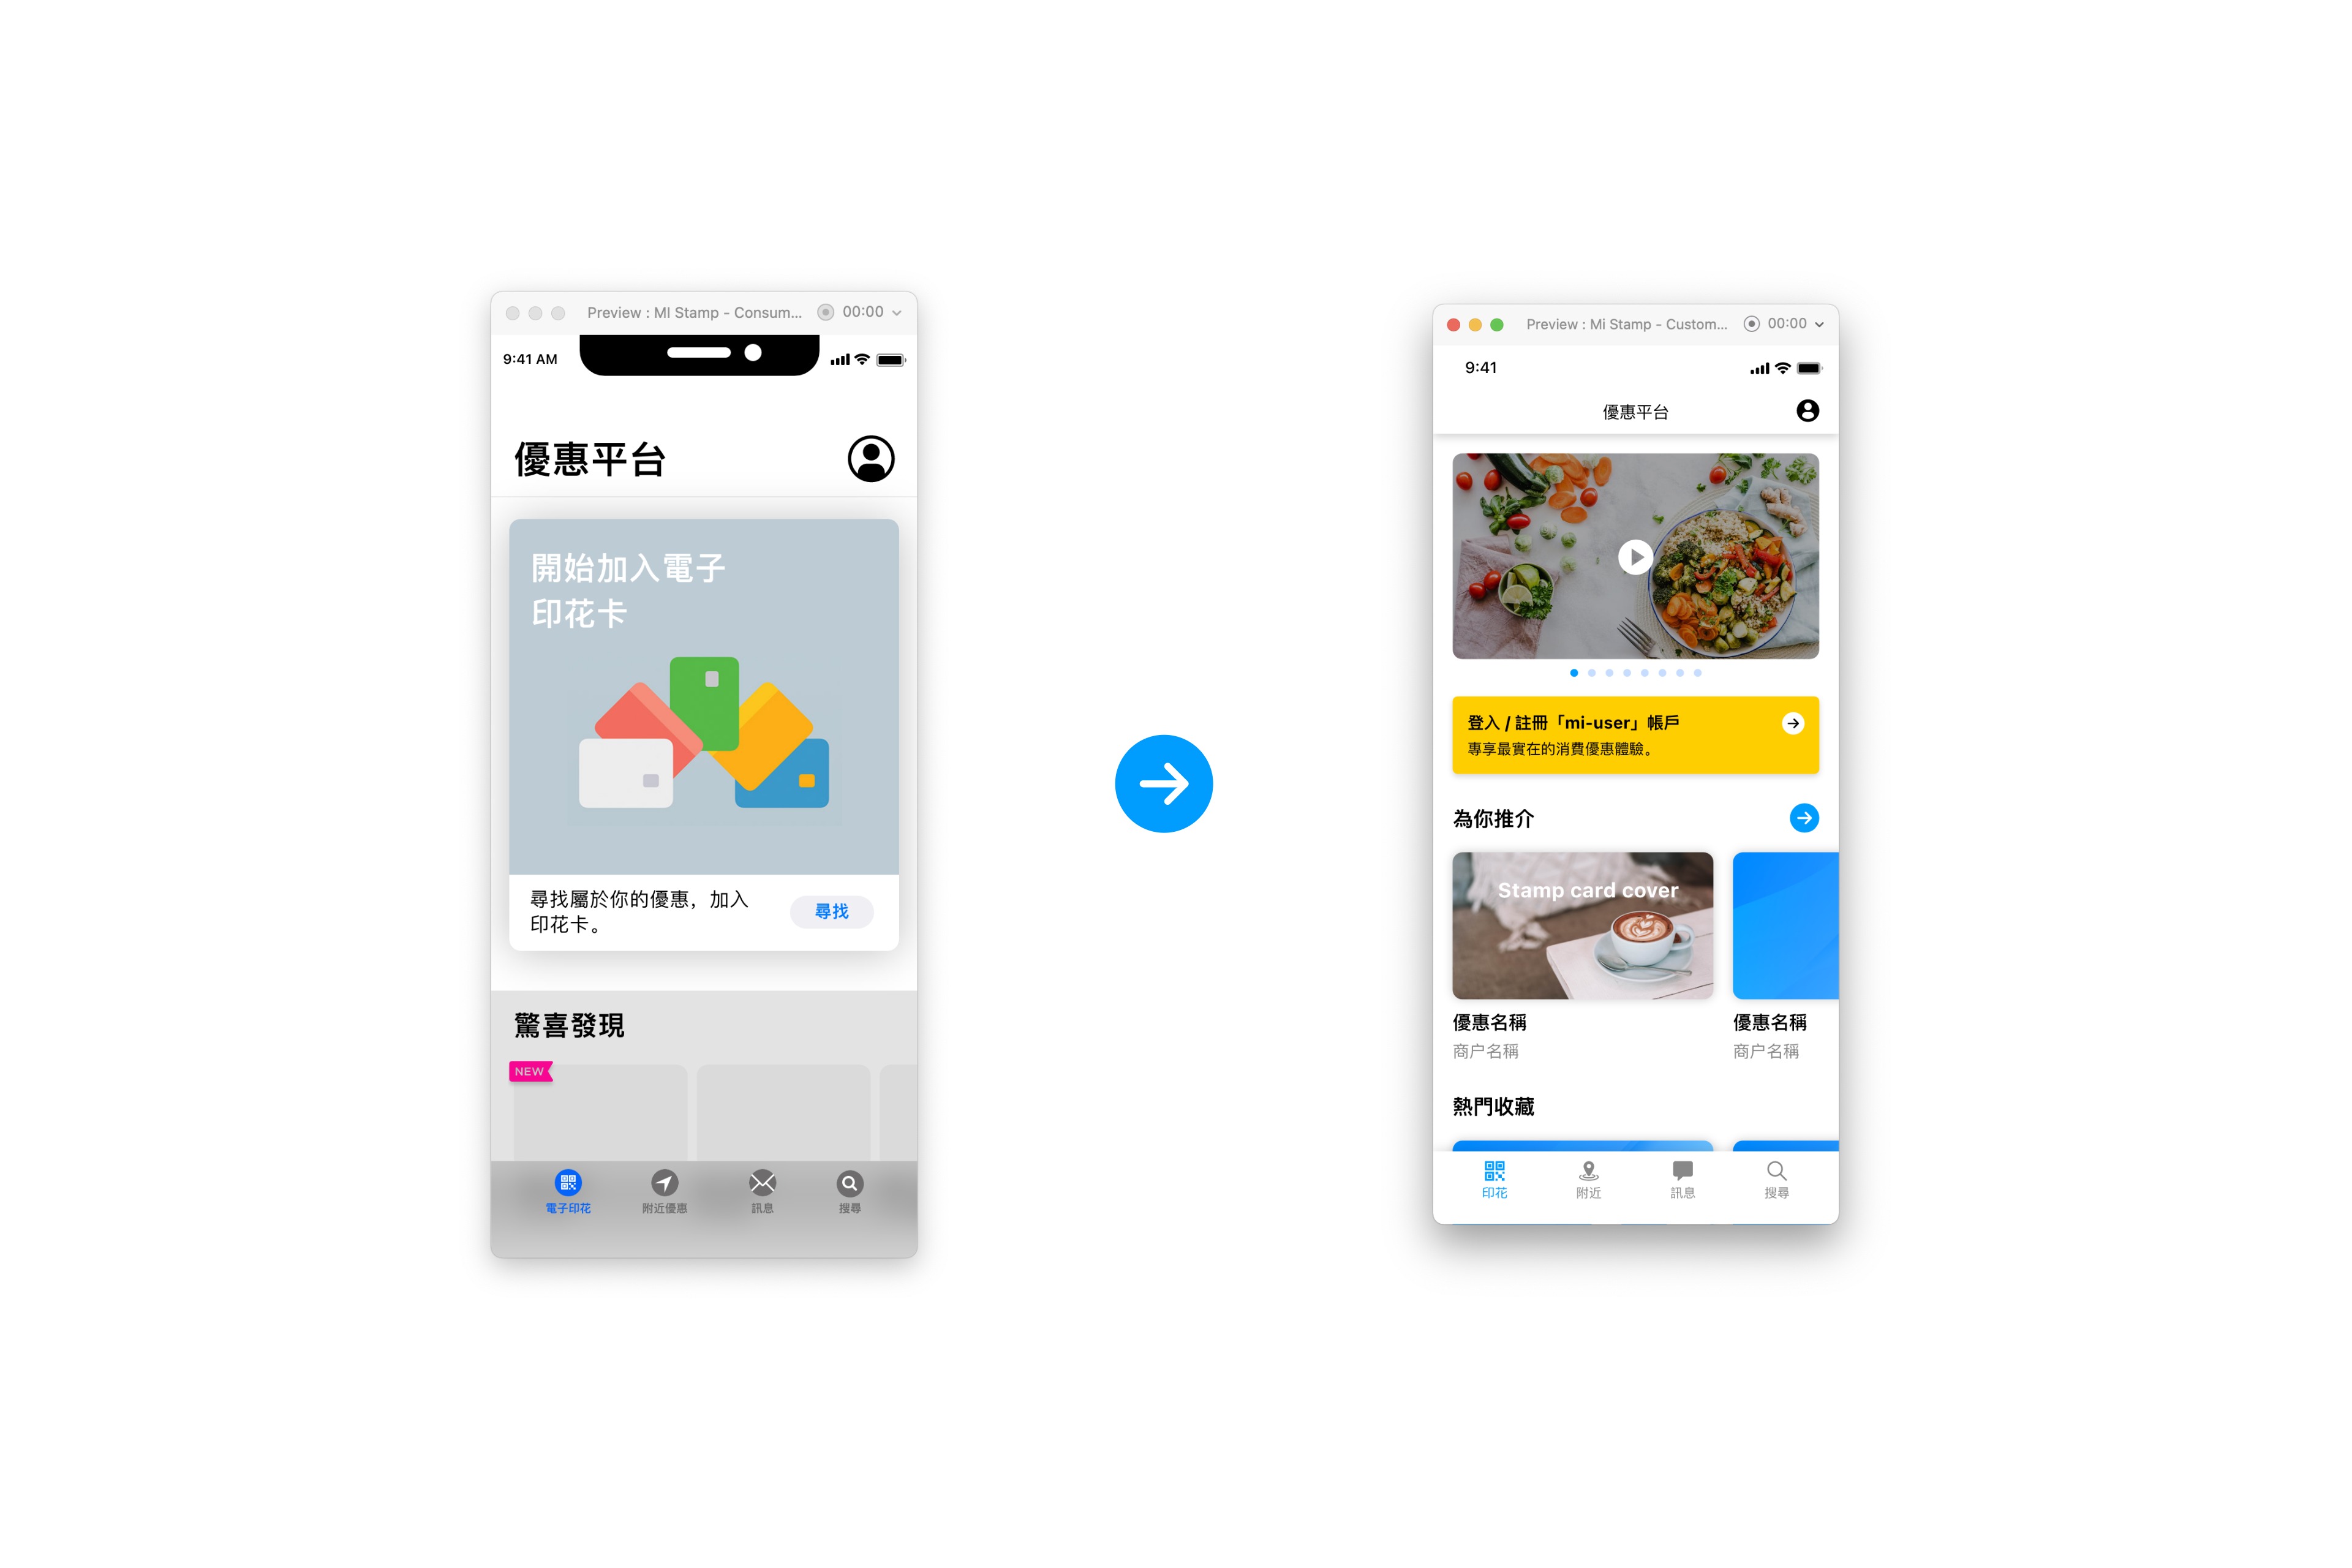 Preview : MI Stamp - Consum...
00:00
9:41 AM
優惠平台
開始加入電子
印花卡
尋找屬於你的優惠，加入
印花卡。
尋找
驚喜發現
NEW
電子印花
附近優惠
訊息
搜尋
Preview : Mi Stamp - Custom...
00:00
9:41
優惠平台
登入 / 註冊「mi-user」帳戶
專享最實在的消費優惠體驗。
為你推介
Stamp card cover
優惠名稱
商户名稱
優惠名稱
商户名稱
熱門收藏
印花
附近
訊息
搜尋